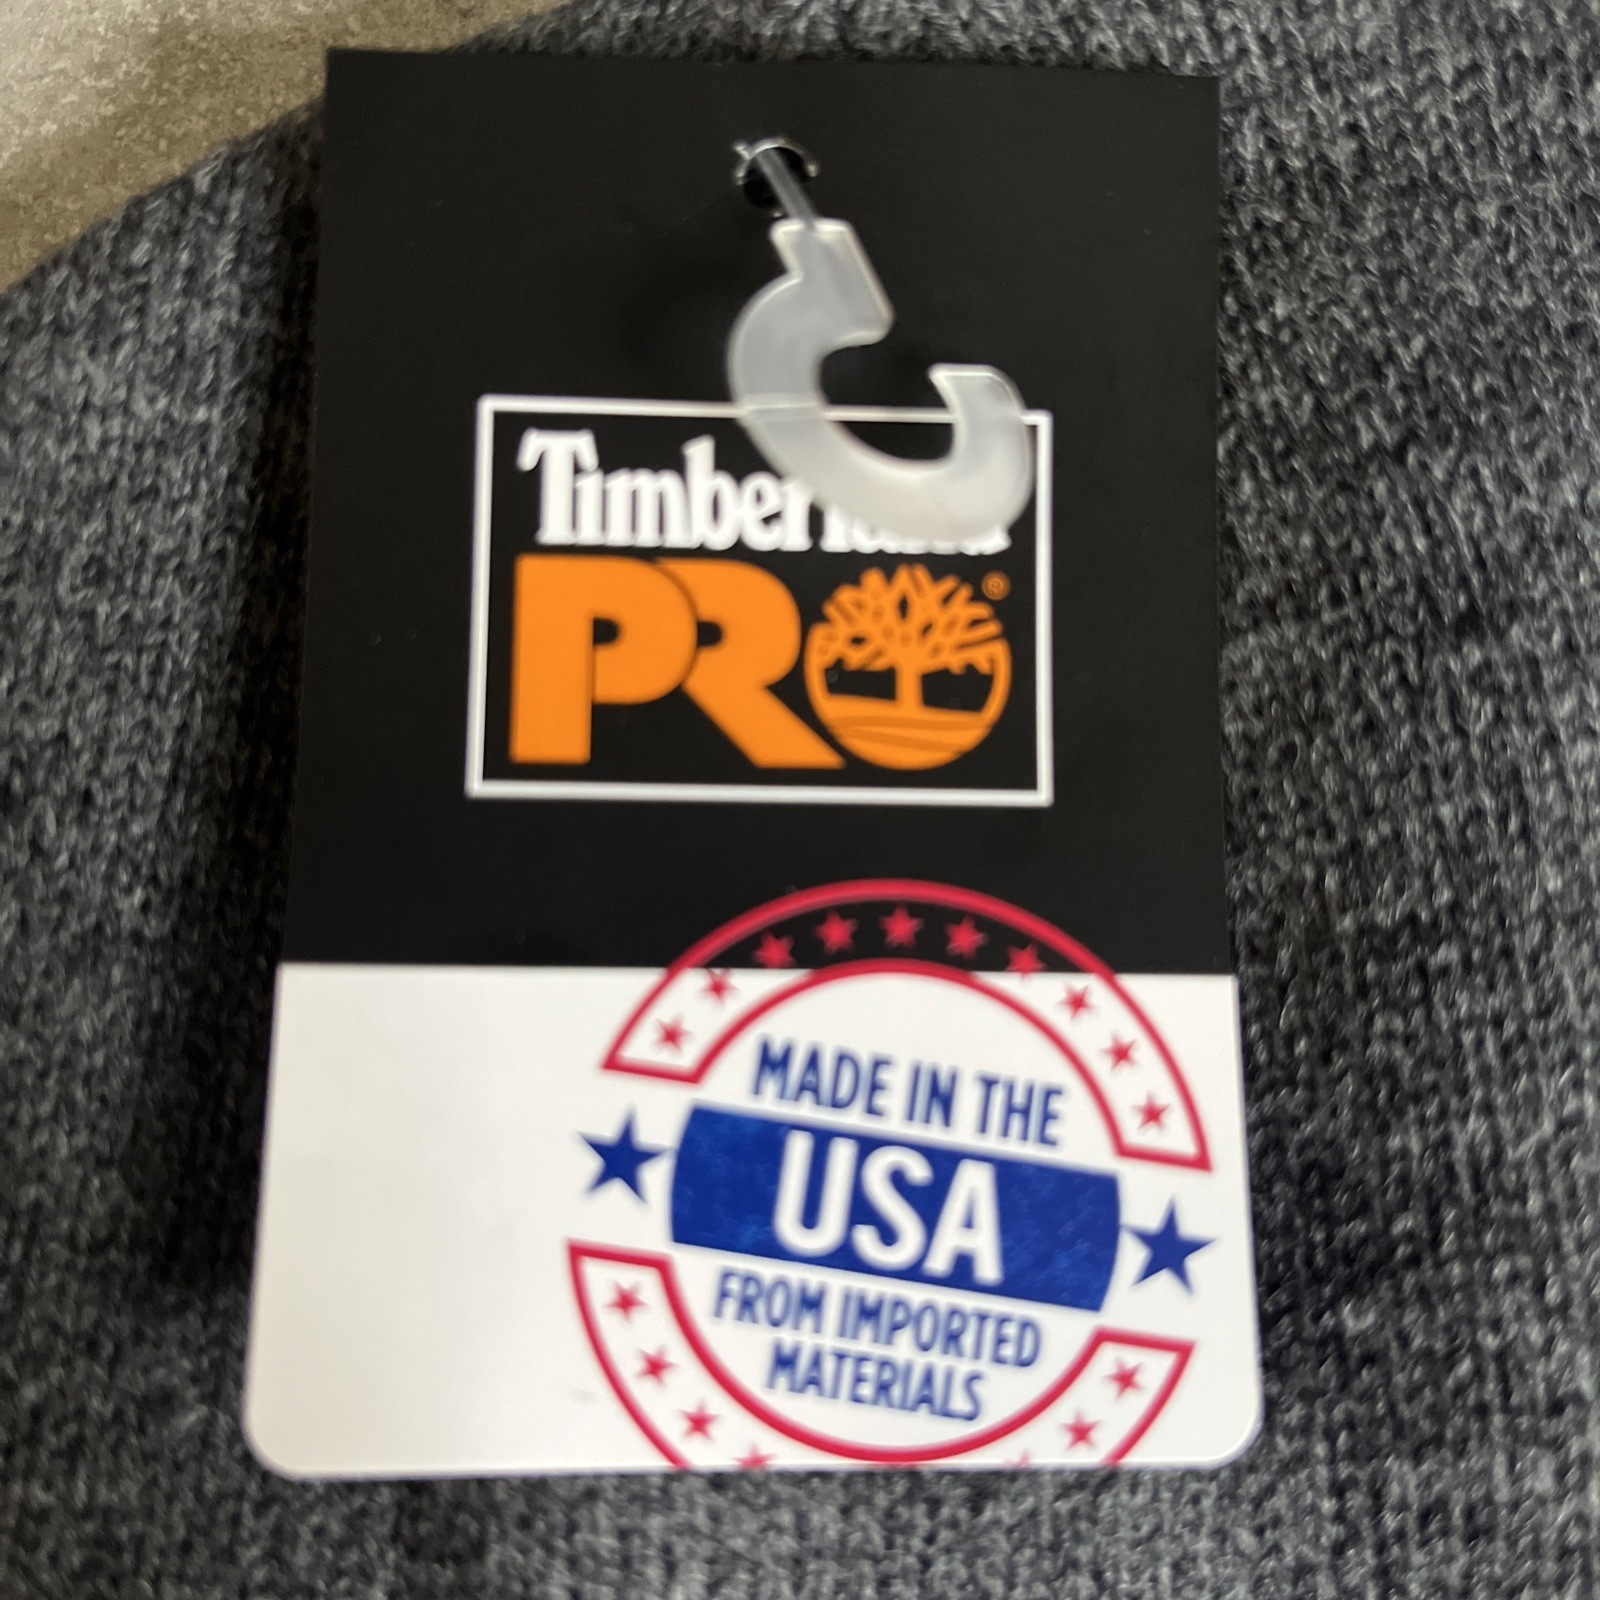 Timberland
PRO®
MADE IN THE
USA
FROM IMPORTED
MATERIALS